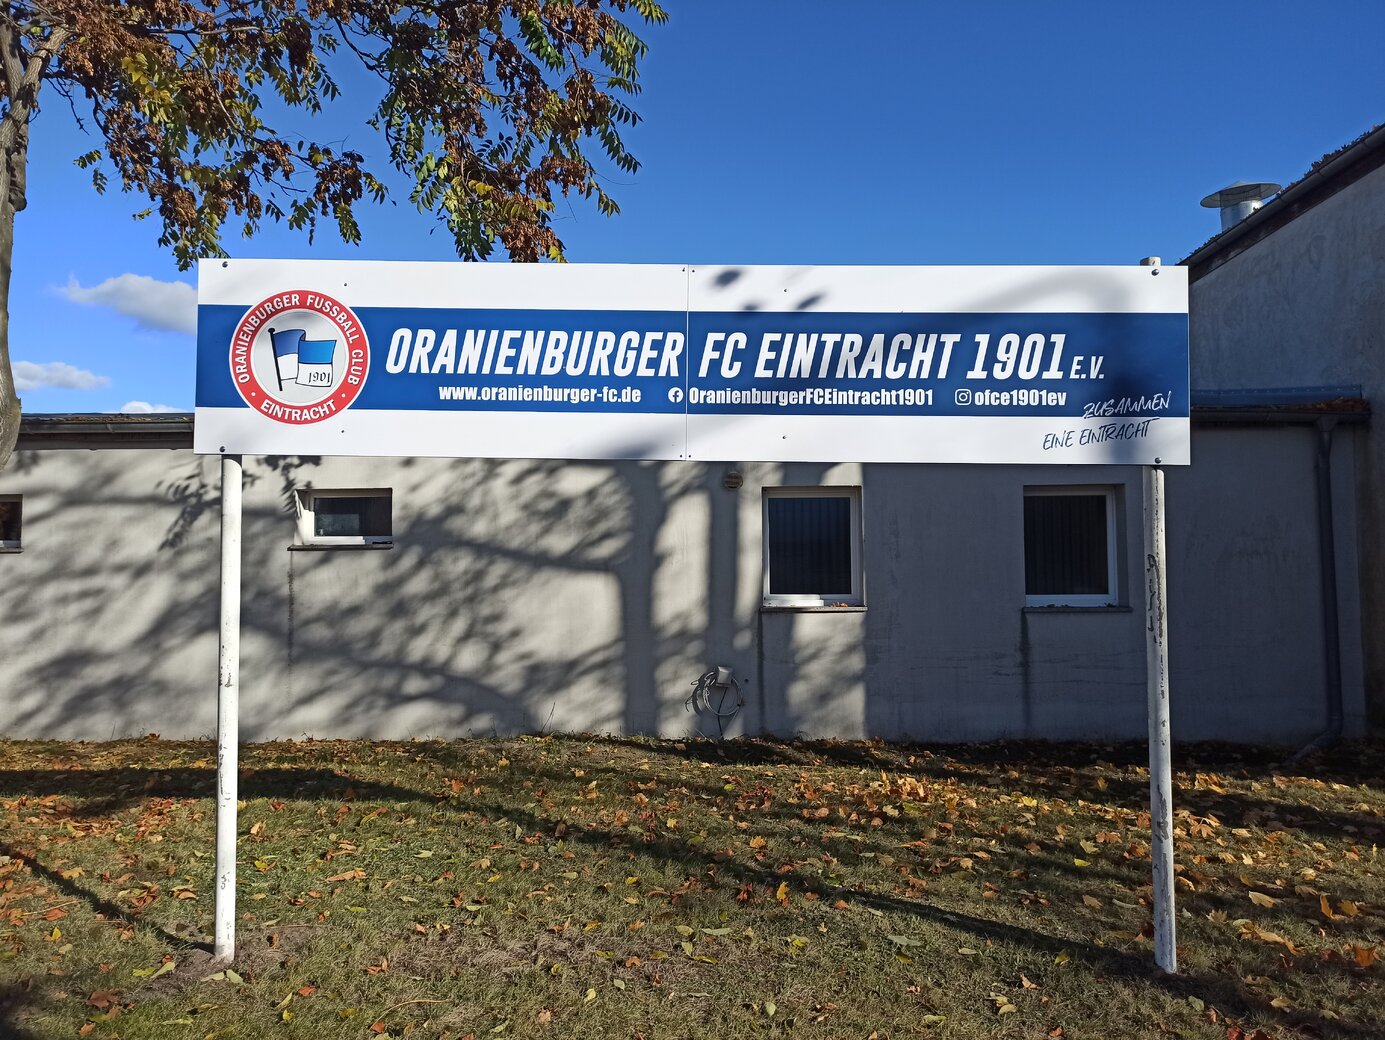 ORANIENBURGER FUSSBALL CLUB
1901
· EINTRACHT ·
ORANIENBURGER FC EINTRACHT 1901 E.V.
www.oranienburger-fc.de OranienburgerFCEintracht1901 ofce1901ev
ZUSAMMEN
EINE EINTRACHT